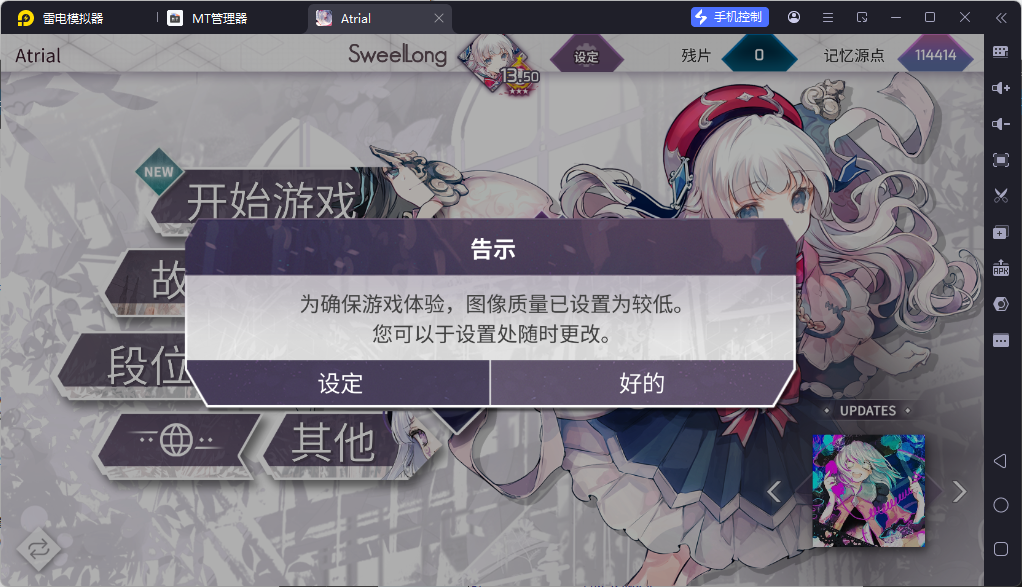 雷电模拟器
MT管理器
Atrial
手机控制
Atrial
SweetLong
13.50
设定
残片
0
记忆源点
114414
NEW
开始游戏
告示
故
为确保游戏体验，图像质量已设置为较低。
您可以于设置处随时更改。
段位
设定
好的
其他
UPDATES
APK